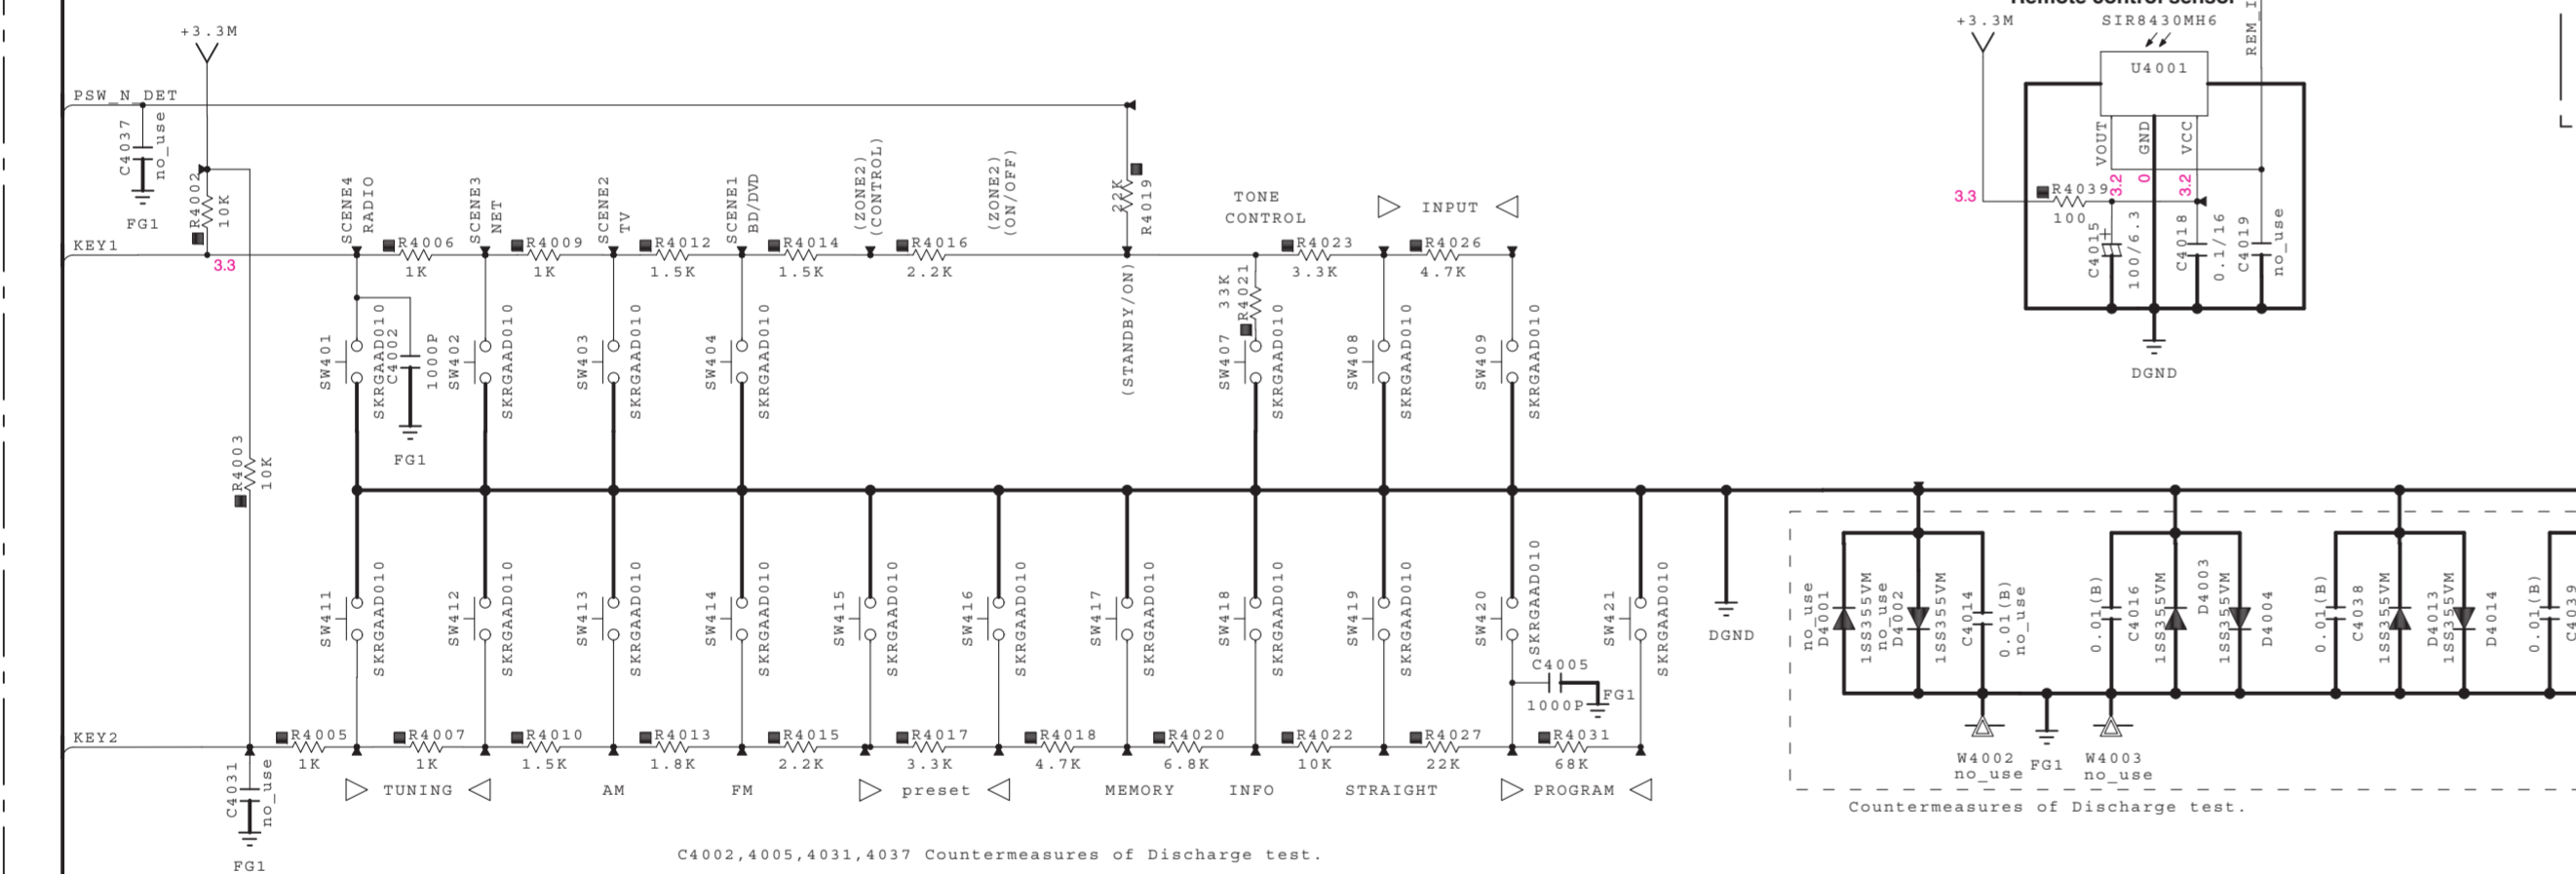 Remote control sensor
+3.3M
+3.3M
SIR8430MH6
REM_I
U4001
PSW_N_DET
C4037
no_use
FG1
R4002
10K
VOUT
GND
VCC
3.2
0
3.2
3.3
R4039
100
C4015
+
100/6.3
C4018
0.1/16
C4019
no_use
DGND
KEY1
3.3
SCENE4
RADIO
SCENE3
NET
SCENE2
TV
SCENE1
BD/DVD
(ZONE2)
(CONTROL)
(ZONE2)
(ON/OFF)
22K
R4019
TONE
CONTROL
INPUT
R4006
1K
R4009
1K
R4012
1.5K
R4014
1.5K
R4016
2.2K
(STANDBY/ON)
33K
R4021
R4023
3.3K
R4026
4.7K
SW401
SKRGAAD010
C4002
1000P
FG1
SW402
SKRGAAD010
SW403
SKRGAAD010
SW404
SKRGAAD010
SW407
SKRGAAD010
SW408
SKRGAAD010
SW409
SKRGAAD010
R4003
10K
SW411
SKRGAAD010
SW412
SKRGAAD010
SW413
SKRGAAD010
SW414
SKRGAAD010
SW415
SKRGAAD010
SW416
SKRGAAD010
SW417
SKRGAAD010
SW418
SKRGAAD010
SW419
SKRGAAD010
SW420
SKRGAAD010
SW421
SKRGAAD010
C4005
1000P
FG1
DGND
no_use
D4001
1SS355VM
no_use
D4002
1SS355VM
C4014
0.01(B)
no_use
0.01(B)
C4016
1SS355VM
D4003
1SS355VM
D4004
0.01(B)
C4038
1SS355VM
D4013
1SS355VM
D4014
0.01(B)
C4039
KEY2
R4005
1K
R4007
1K
R4010
1.5K
R4013
1.8K
R4015
2.2K
R4017
3.3K
R4018
4.7K
R4020
6.8K
R4022
10K
R4027
22K
R4031
68K
C4031
no_use
FG1
TUNING
AM
FM
preset
MEMORY
INFO
STRAIGHT
PROGRAM
W4002
no_use
FG1
W4003
no_use
Countermeasures of Discharge test.
C4002,4005,4031,4037 Countermeasures of Discharge test.